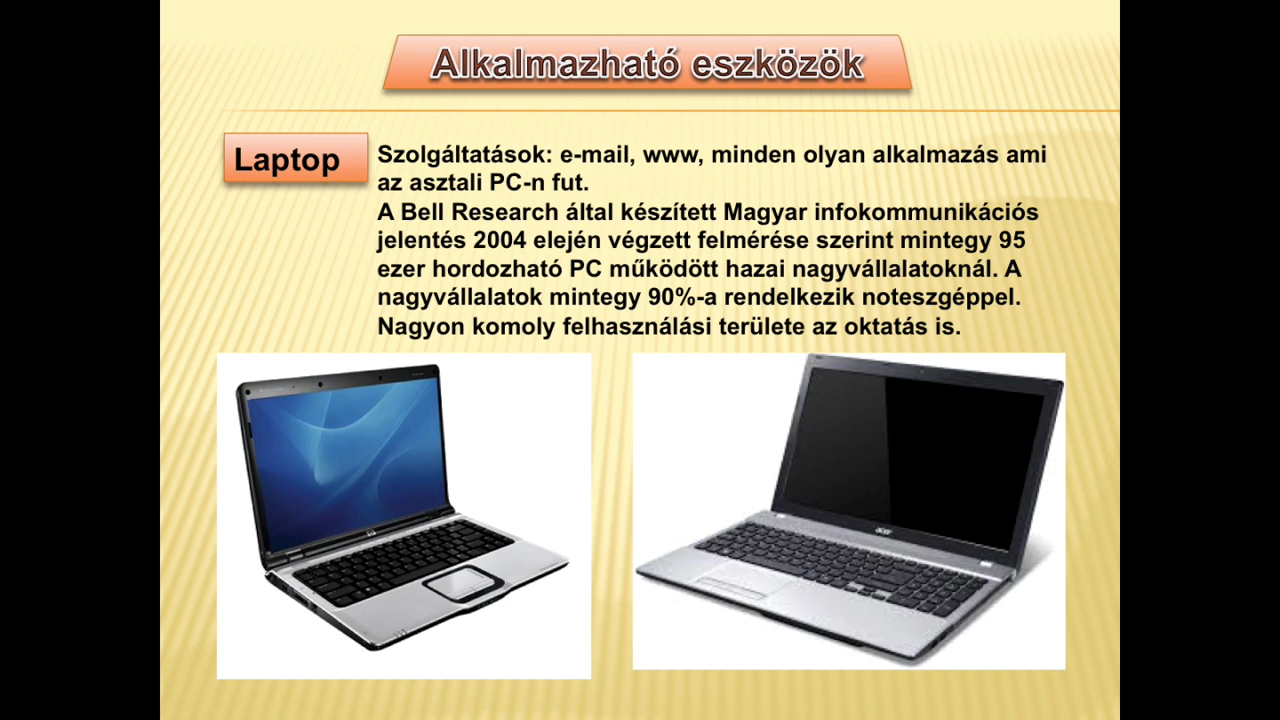 Alkalmazható eszközök
Laptop
Szolgáltatások: e-mail, www, minden olyan alkalmazás ami
az asztali PC-n fut.
A Bell Research által készített Magyar infokommunikációs
jelentés 2004 elején végzett felmérése szerint mintegy 95
ezer hordozható PC működött hazai nagyvállalatoknál. A
nagyvállalatok mintegy 90%-a rendelkezik noteszgéppel.
Nagyon komoly felhasználási területe az oktatás is.
hp
acer